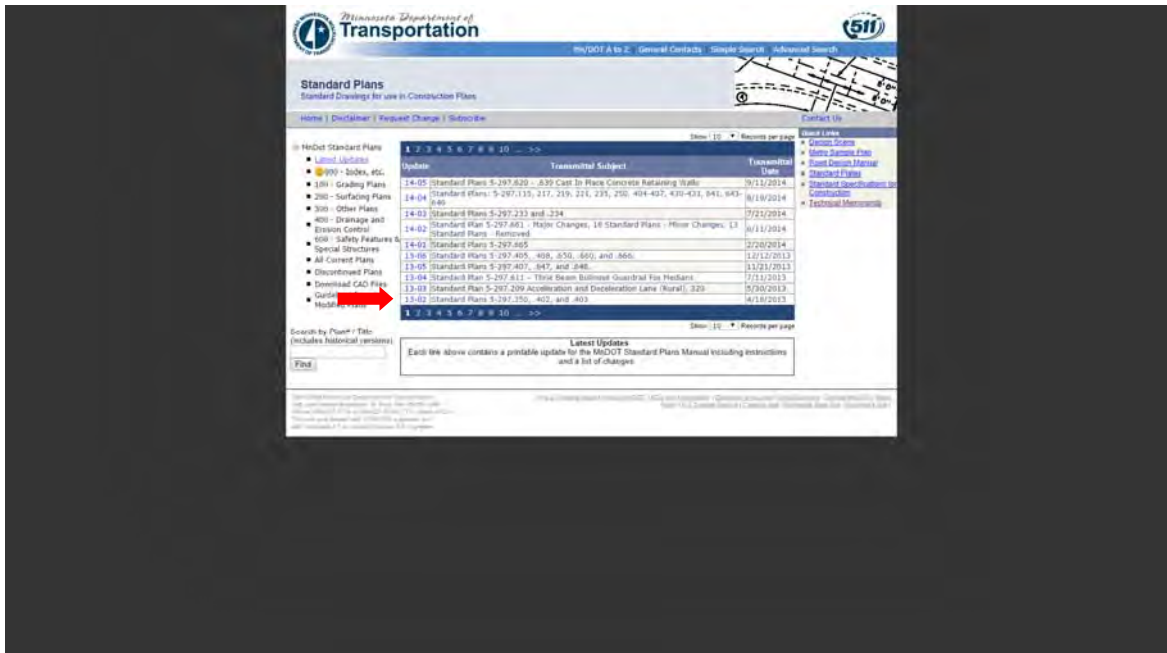 Minnesota Department of
Transportation
511
Mn/DOT A to Z General Contacts Simple Search Advanced Search
Standard Plans
Standard Drawings for use in Construction Plans
Home | Disclaimer | Request Change | Subscribe
Contact Us
Show 10 Records per page
MnDot Standard Plans
Latest Updates
000 - Index, etc.
100 - Grading Plans
200 - Surfacing Plans
300 - Other Plans
400 - Drainage and
Erosion Control
600 - Safety Features &
Special Structures
All Current Plans
Discontinued Plans
Download CAD Files
Search by Plan# / Title
(includes historical versions)
Find
1 2 3 4 5 6 7 8 9 10 ... >>
Update Transmittal Subject Transmittal Date
14-05 Standard Plans 5-297.620 - .639 Cast In Place Concrete Retaining Walls 9/11/2014
14-04 Standard Plans: 5-297.115, 217, 219, 221, 235, 250, 404-407, 430-433, 641, 643-
646 8/19/2014
14-03 Standard Plans 5-297.233 and .234 7/21/2014
14-02 Standard Plan 5-297.661 - Major Changes, 16 Standard Plans - Minor Changes, 13
Standard Plans - Removed 6/11/2014
14-01 Standard Plans 5-297.665 2/20/2014
13-06 Standard Plans 5-297.405, .408, .650, .660, and .666. 12/12/2013
13-05 Standard Plans 5-297.407, .647, and .648. 11/21/2013
13-04 Standard Plan 5-297.611 - Thrie Beam Bullnose Guardrail For Medians 7/11/2013
13-03 Standard Plan 5-297.209 Acceleration and Deceleration Lane (Rural), 320 5/30/2013
13-02 Standard Plans 5-297.350, .402, and .403 4/18/2013
1 2 3 4 5 6 7 8 9 10 ... >>
Show 10 Records per page
Latest Updates
Each line above contains a printable update for the MnDOT Standard Plans Manual including instructions
and a list of changes
Quick Links
Design Scene
Metro Sample Plan
Road Design Manual
Standard Plates
Standard Specifications for
Construction
Technical Memoranda